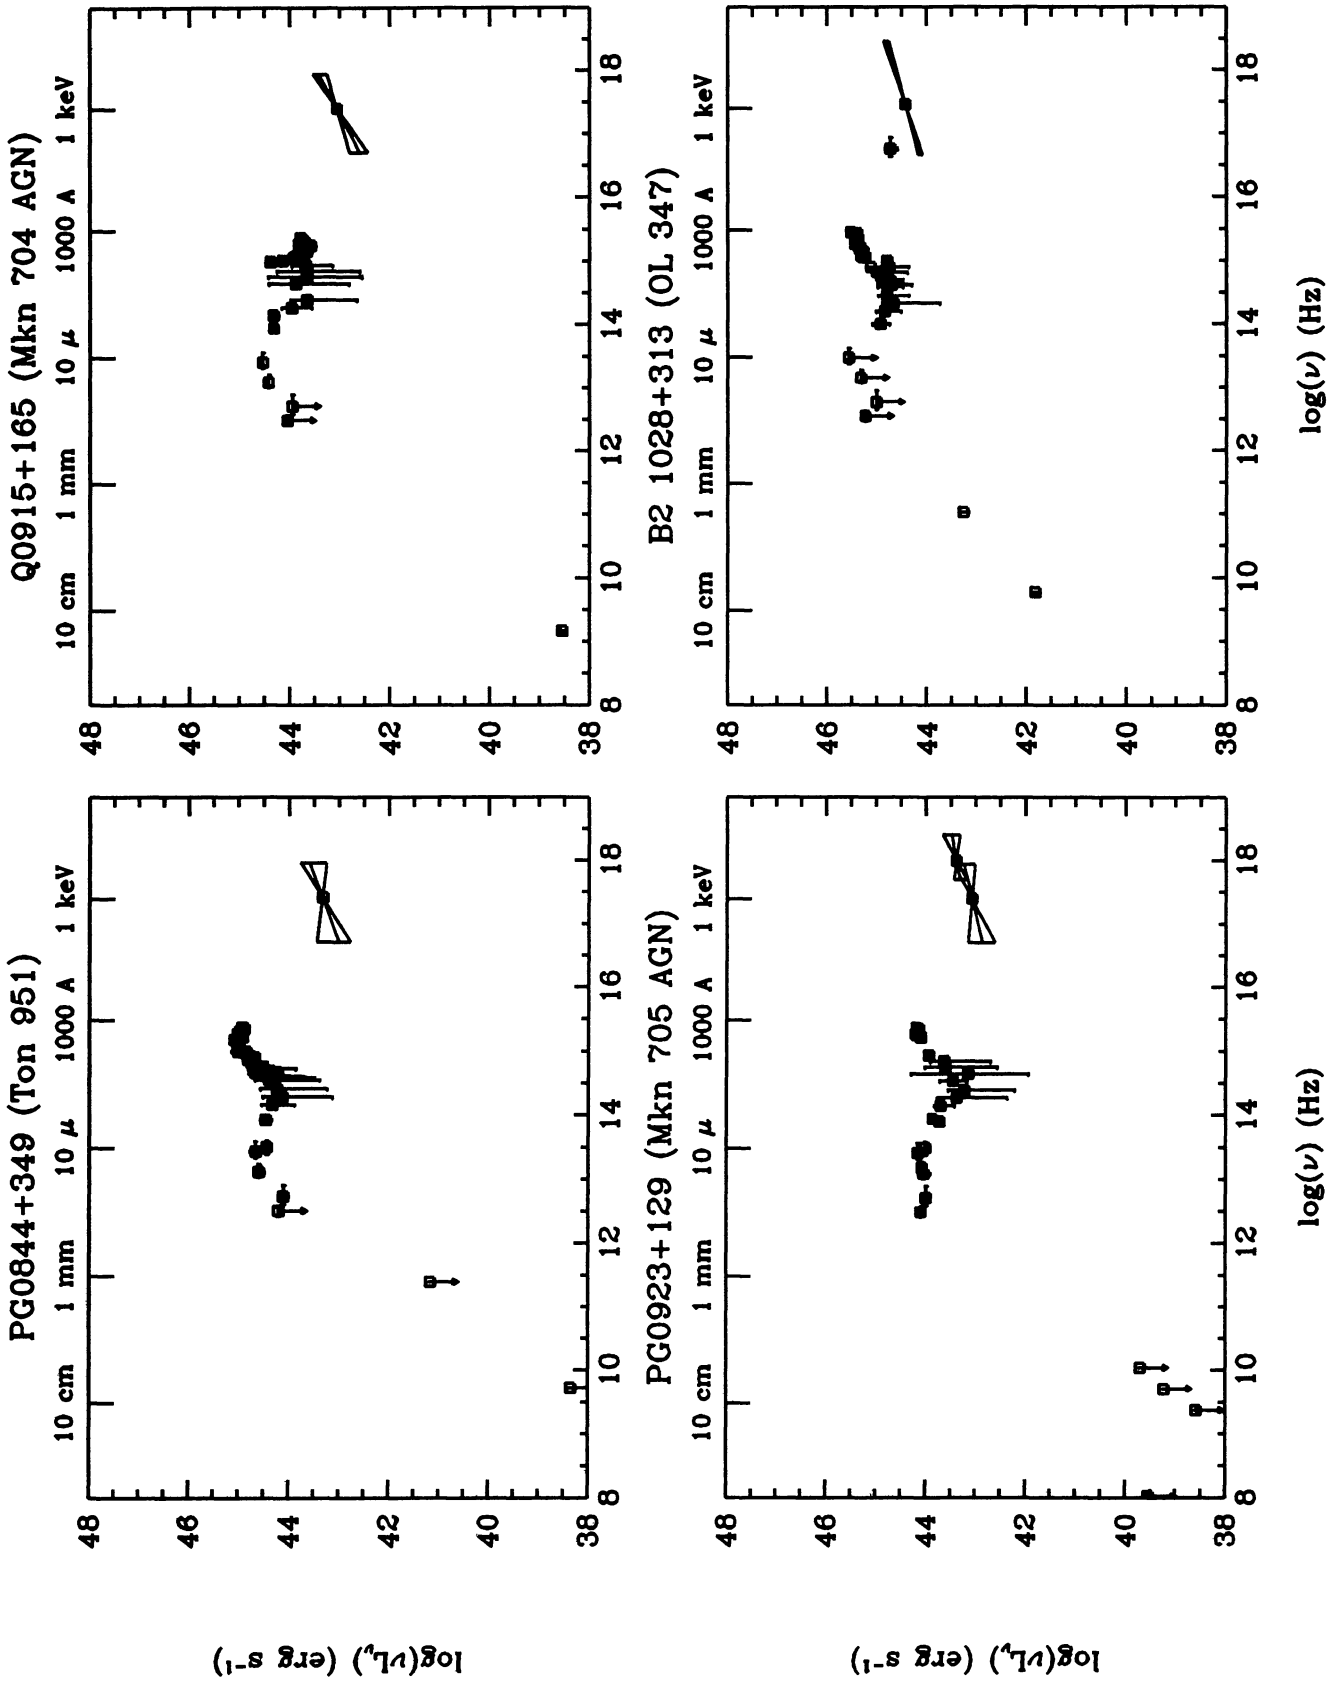 PG0844+349 (Ton 951)
10 cm 1 mm 10 μ 1000 A 1 keV
48
46
44
42
40
38
8 10 12 14 16 18
Q0915+165 (Mkn 704 AGN)
10 cm 1 mm 10 μ 1000 A 1 keV
48
46
44
42
40
38
8 10 12 14 16 18
log(νLν) (erg s⁻¹)
PG0923+129 (Mkn 705 AGN)
10 cm 1 mm 10 μ 1000 A 1 keV
48
46
44
42
40
38
8 10 12 14 16 18
log(ν) (Hz)
B2 1028+313 (OL 347)
10 cm 1 mm 10 μ 1000 A 1 keV
48
46
44
42
40
38
8 10 12 14 16 18
log(ν) (Hz)
log(νLν) (erg s⁻¹)